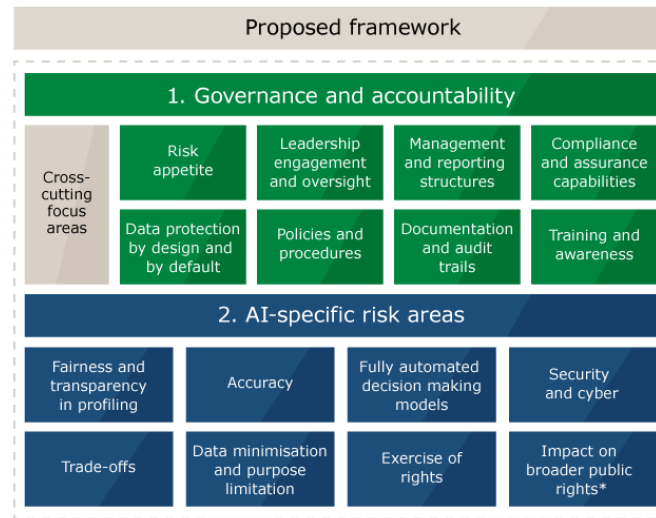 Proposed framework
1. Governance and accountability
Cross-
cutting
focus
areas
Risk
appetite
Leadership
engagement
and oversight
Management
and reporting
structures
Compliance
and assurance
capabilities
Data protection
by design and
by default
Policies and
procedures
Documentation
and audit
trails
Training and
awareness
2. AI-specific risk areas
Fairness and
transparency
in profiling
Accuracy
Fully automated
decision making
models
Security
and cyber
Trade-offs
Data minimisation
and purpose
limitation
Exercise of
rights
Impact on
broader public
rights*